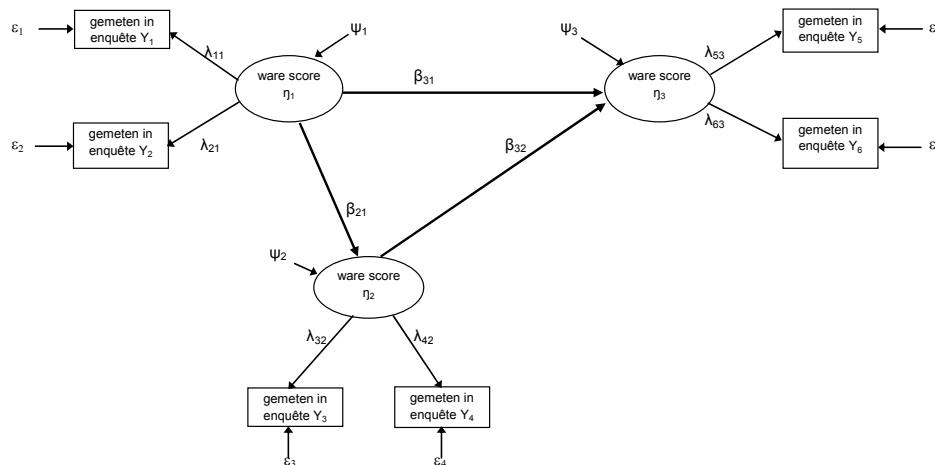 ε₁
gemeten in
enquête Y₁
λ₁₁
ψ₁
ware score
η₁
ε₂
gemeten in
enquête Y₂
λ₂₁
β₃₁
β₂₁
β₃₂
ψ₃
ware score
η₃
λ₅₃
gemeten in
enquête Y₅
ε
λ₆₃
gemeten in
enquête Y₆
ε
ψ₂
ware score
η₂
λ₃₂
λ₄₂
gemeten in
enquête Y₃
gemeten in
enquête Y₄
ε₃
ε₄